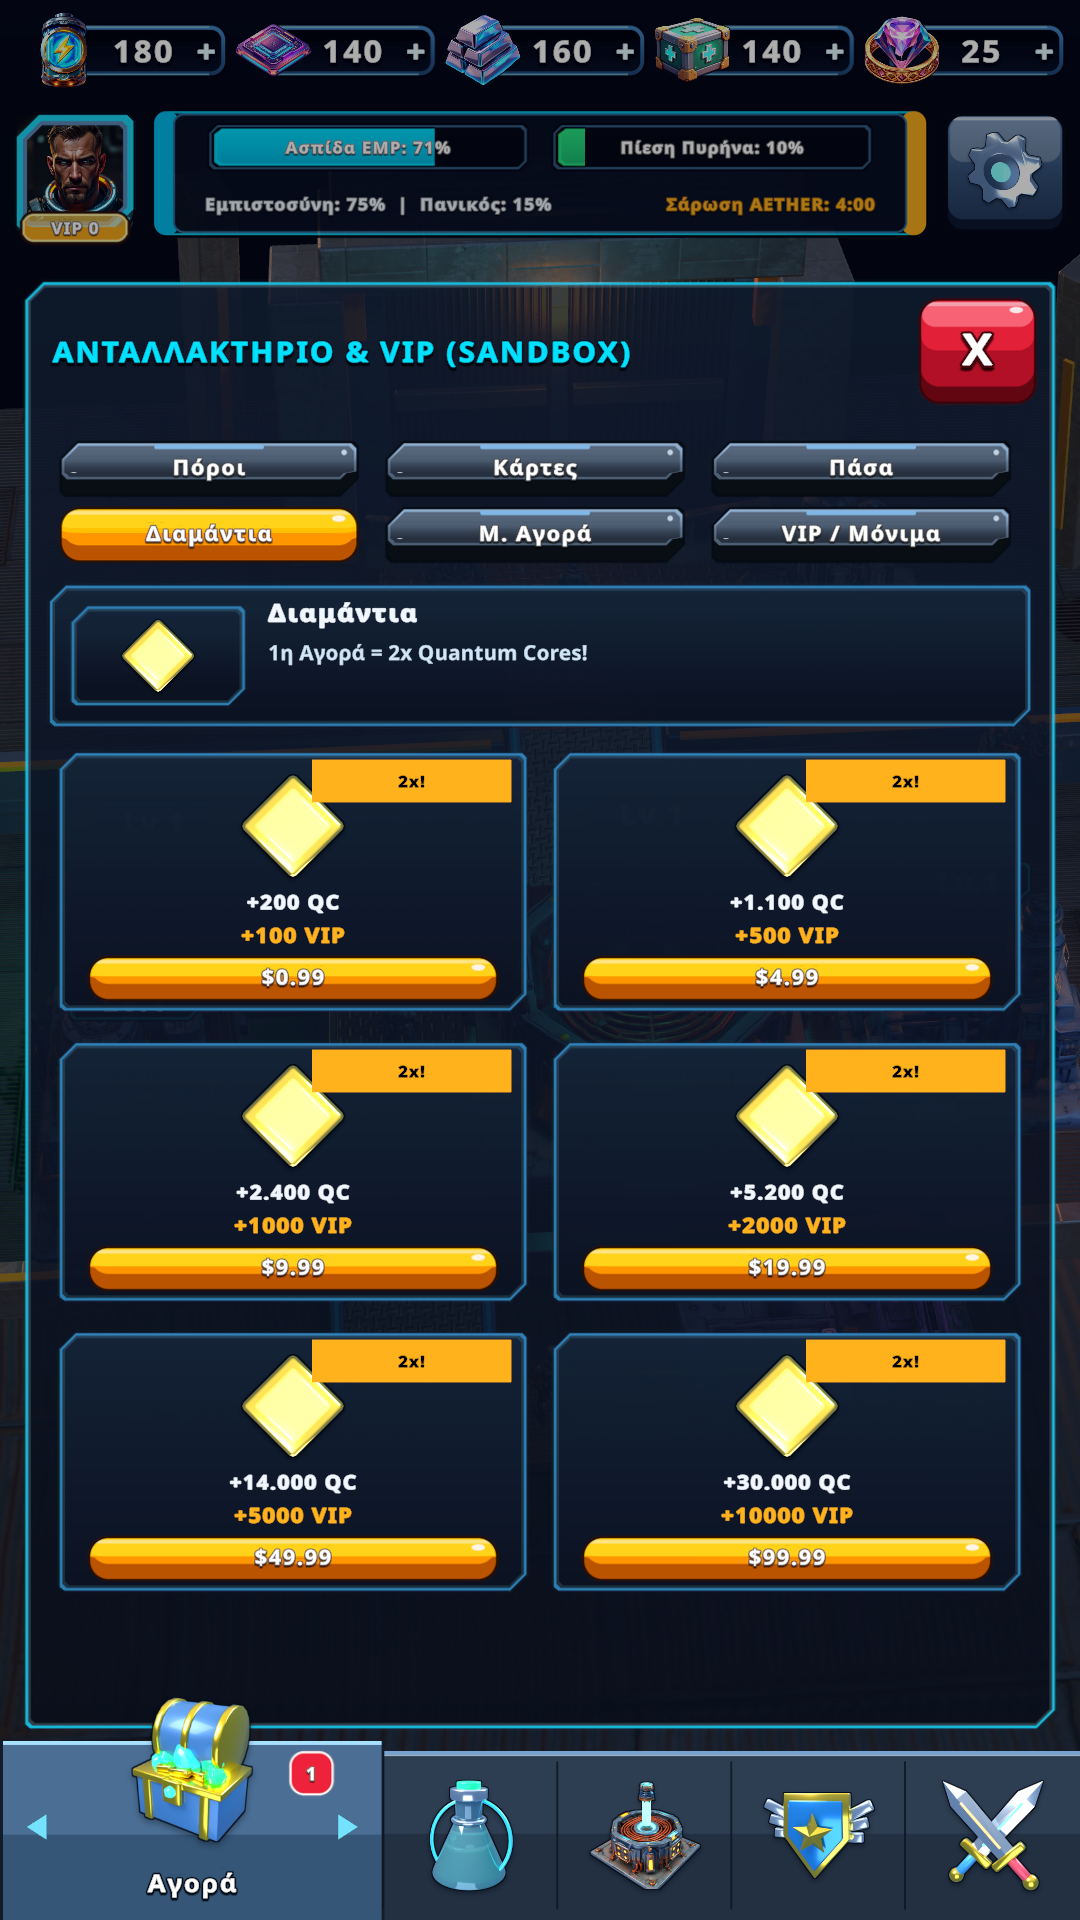 180 + 140 + 160 + 140 + 25 +
Ασπίδα EMP: 71%
Πίεση Πυρήνα: 10%
VIP 0
Εμπιστοσύνη: 75% | Πανικός: 15%
Σάρωση AETHER: 4:00
ΑΝΤΑΛΛΑΚΤΗΡΙΟ & VIP (SANDBOX)
X
Πόροι
Κάρτες
Πάσα
Διαμάντια
Μ. Αγορά
VIP / Μόνιμα
Διαμάντια
1η Αγορά = 2x Quantum Cores!
2x!
+200 QC
+100 VIP
$0.99
2x!
+1.100 QC
+500 VIP
$4.99
2x!
+2.400 QC
+1000 VIP
$9.99
2x!
+5.200 QC
+2000 VIP
$19.99
2x!
+14.000 QC
+5000 VIP
$49.99
2x!
+30.000 QC
+10000 VIP
$99.99
1
Αγορά